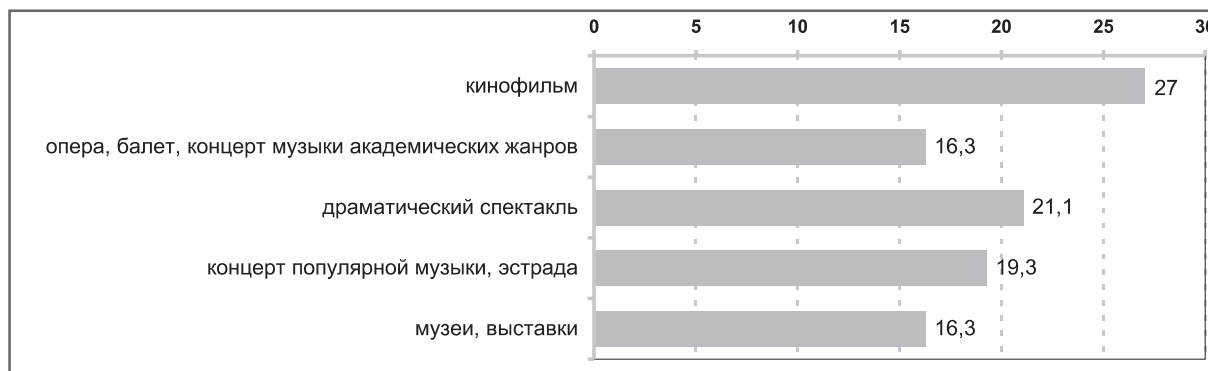 0 5 10 15 20 25 30
кинофильм 27
опера, балет, концерт музыки академических жанров 16,3
драматический спектакль 21,1
концерт популярной музыки, эстрада 19,3
музеи, выставки 16,3